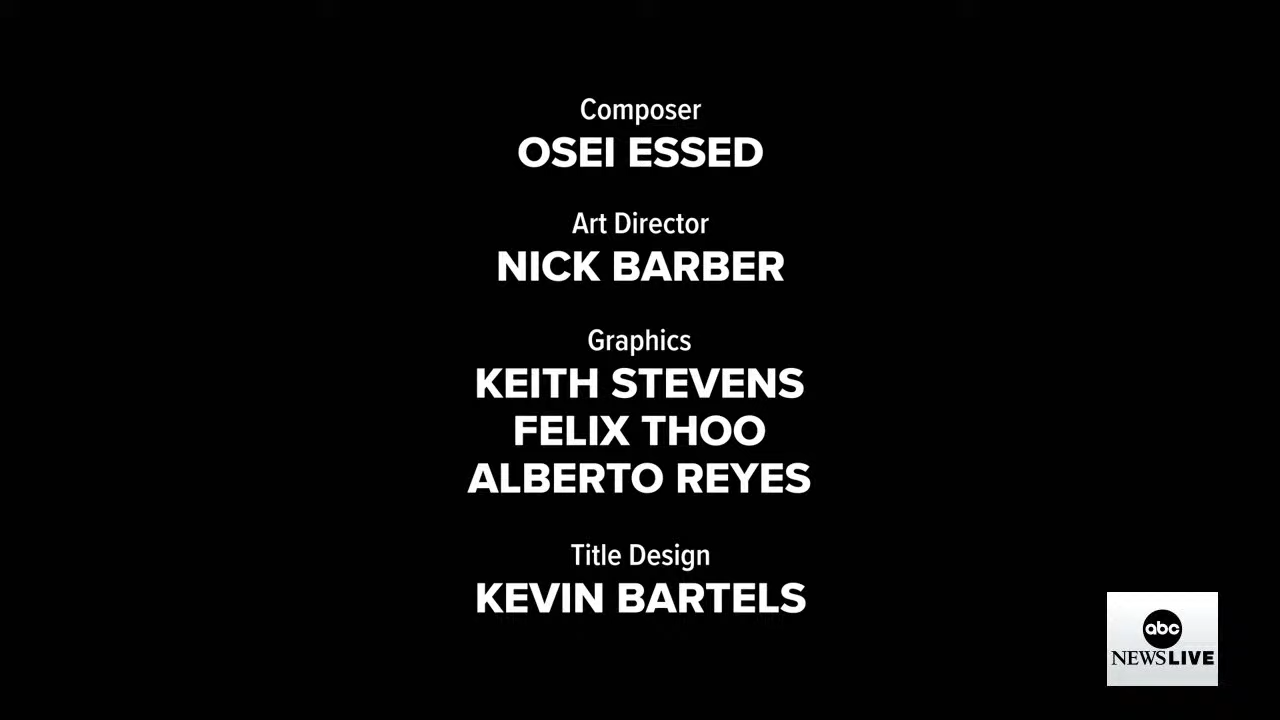 Composer
OSEI ESSED
Art Director
NICK BARBER
Graphics
KEITH STEVENS
FELIX THOO
ALBERTO REYES
Title Design
KEVIN BARTELS
abc
NEWSLIVE